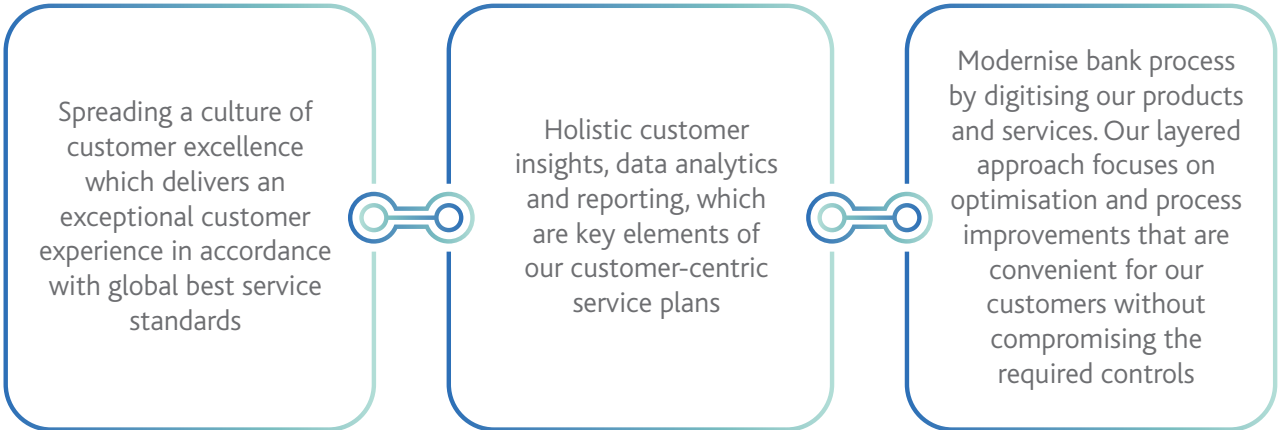 Spreading a culture of
customer excellence
which delivers an
exceptional customer
experience in accordance
with global best service
standards
Holistic customer
insights, data analytics
and reporting, which
are key elements of
our customer-centric
service plans
Modernise bank process
by digitising our products
and services. Our layered
approach focuses on
optimisation and process
improvements that are
convenient for our
customers without
compromising the
required controls